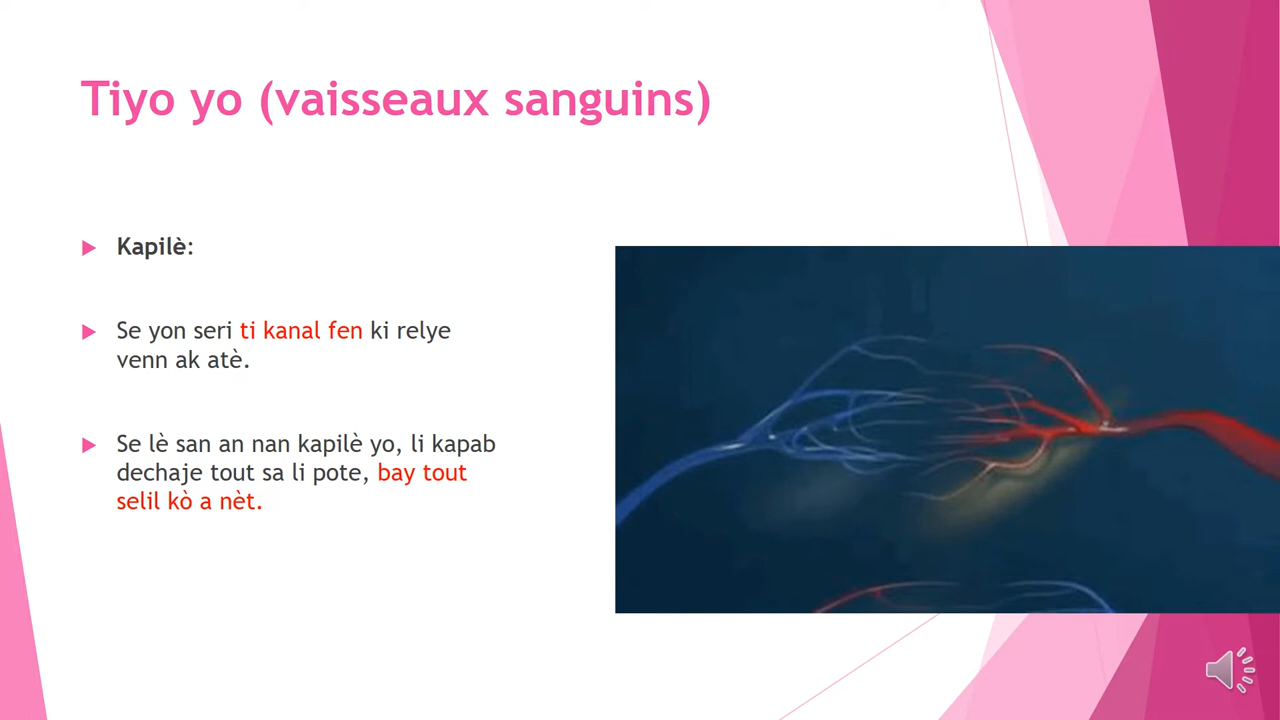 Tiyo yo (vaisseaux sanguins)
Kapilè:
Se yon seri ti kanal fen ki relye
venn ak atè.
Se lè san an nan kapilè yo, li kapab
dechaje tout sa li pote, bay tout
selil kò a nèt.